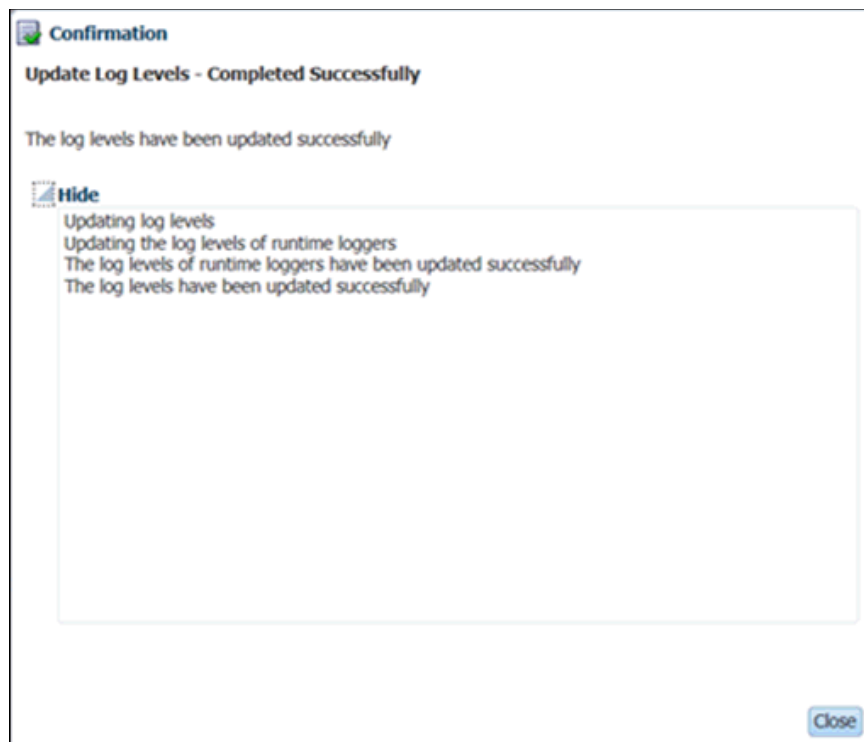 Confirmation
Update Log Levels - Completed Successfully
The log levels have been updated successfully
Hide
Updating log levels
Updating the log levels of runtime loggers
The log levels of runtime loggers have been updated successfully
The log levels have been updated successfully
Close